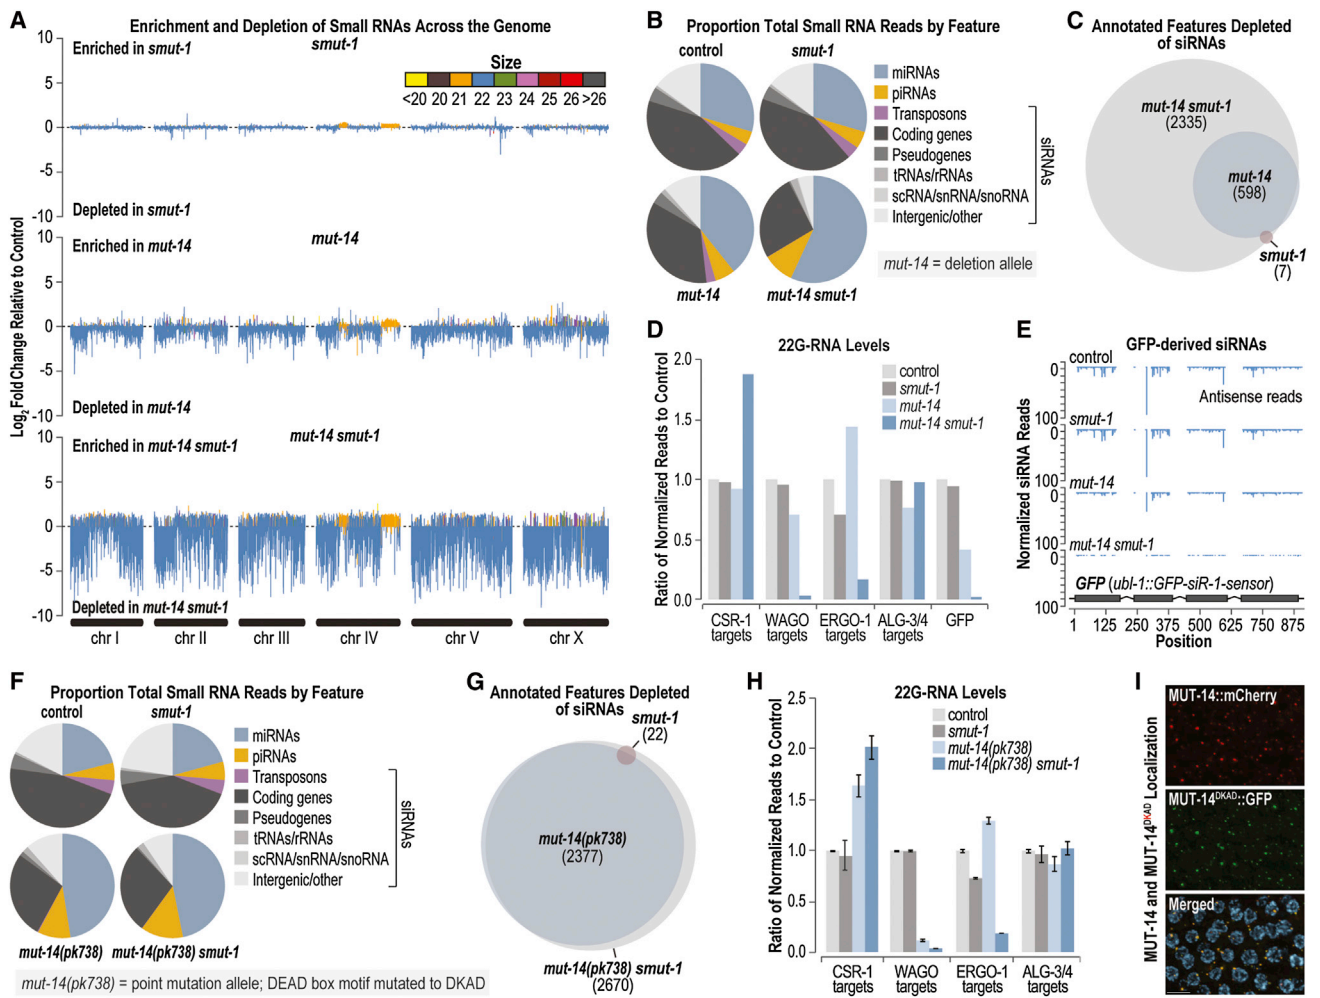 A
Enrichment and Depletion of Small RNAs Across the Genome
10
Enriched in smut-1
smut-1
Size
<20 20 21 22 23 24 25 26 >26
5
0
-5
-10
Depleted in smut-1
10
Enriched in mut-14
mut-14
5
0
-5
-10
Depleted in mut-14
10
Enriched in mut-14 smut-1
mut-14 smut-1
5
0
-5
-10
Depleted in mut-14 smut-1
Log2 Fold Change Relative to Control
chr I chr II chr III chr IV chr V chr X
B
Proportion Total Small RNA Reads by Feature
control smut-1
miRNAs
piRNAs
Transposons
Coding genes
Pseudogenes
tRNAs/rRNAs
scRNA/snRNA/snoRNA
Intergenic/other
siRNAs
mut-14 mut-14 smut-1
mut-14 = deletion allele
C
Annotated Features Depleted
of siRNAs
mut-14 smut-1
(2335)
mut-14
(598)
smut-1
(7)
D
22G-RNA Levels
control
smut-1
mut-14
mut-14 smut-1
Ratio of Normalized Reads to Control
2.0
1.5
1.0
0.5
0.0
CSR-1 WAGO ERGO-1 ALG-3/4 GFP
targets targets targets targets
E
GFP-derived siRNAs
control
0
Antisense reads
100
smut-1
0
100
mut-14
0
100
mut-14 smut-1
0
GFP (ubl-1::GFP-siR-1-sensor)
100
Normalized siRNA Reads
1 125 250 375 500 625 750 875
Position
F
Proportion Total Small RNA Reads by Feature
control smut-1
miRNAs
piRNAs
Transposons
Coding genes
Pseudogenes
tRNAs/rRNAs
scRNA/snRNA/snoRNA
Intergenic/other
siRNAs
mut-14(pk738) mut-14(pk738) smut-1
mut-14(pk738) = point mutation allele; DEAD box motif mutated to DKAD
G
Annotated Features Depleted
of siRNAs
smut-1
(22)
mut-14(pk738)
(2377)
mut-14(pk738) smut-1
(2670)
H
22G-RNA Levels
control
smut-1
mut-14(pk738)
mut-14(pk738) smut-1
Ratio of Normalized Reads to Control
2.5
2.0
1.5
1.0
0.5
0.0
CSR-1 WAGO ERGO-1 ALG-3/4
targets targets targets targets
I
MUT-14 and MUT-14DKAD Localization
MUT-14::mCherry
MUT-14DKAD::GFP
Merged